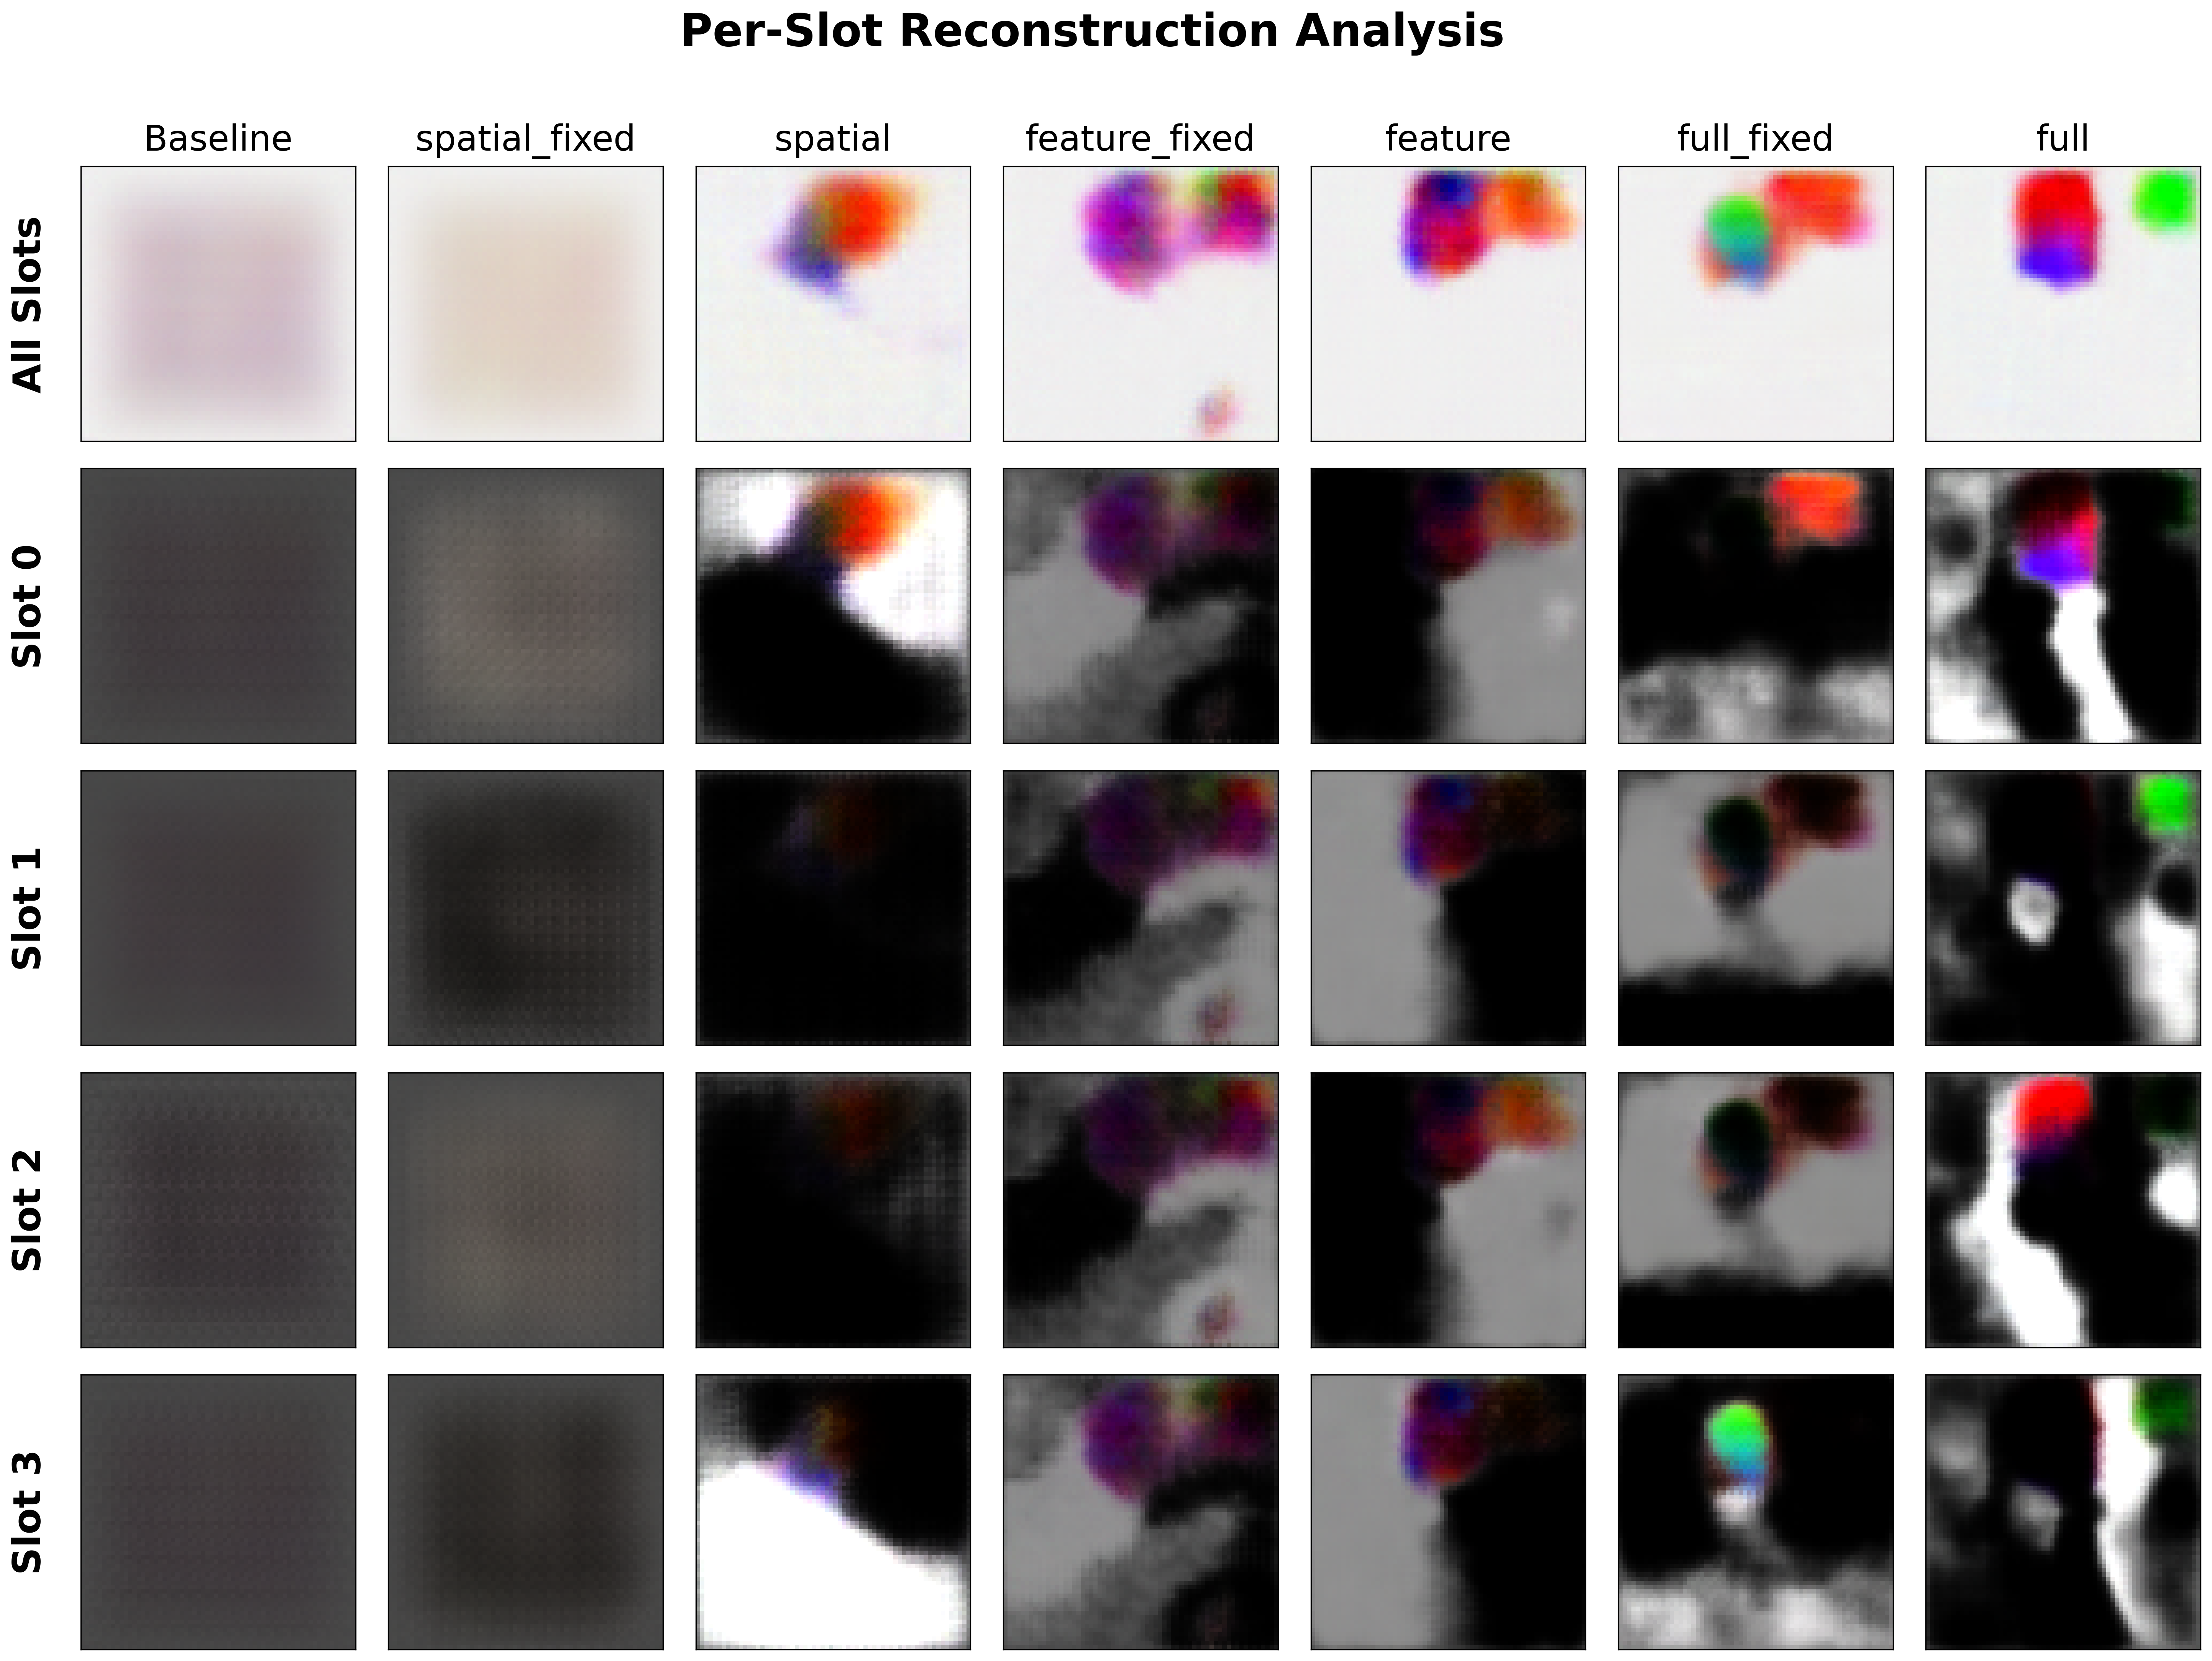 Per-Slot Reconstruction Analysis
Baseline spatial_fixed spatial feature_fixed feature full_fixed full
All Slots
Slot 0
Slot 1
Slot 2
Slot 3